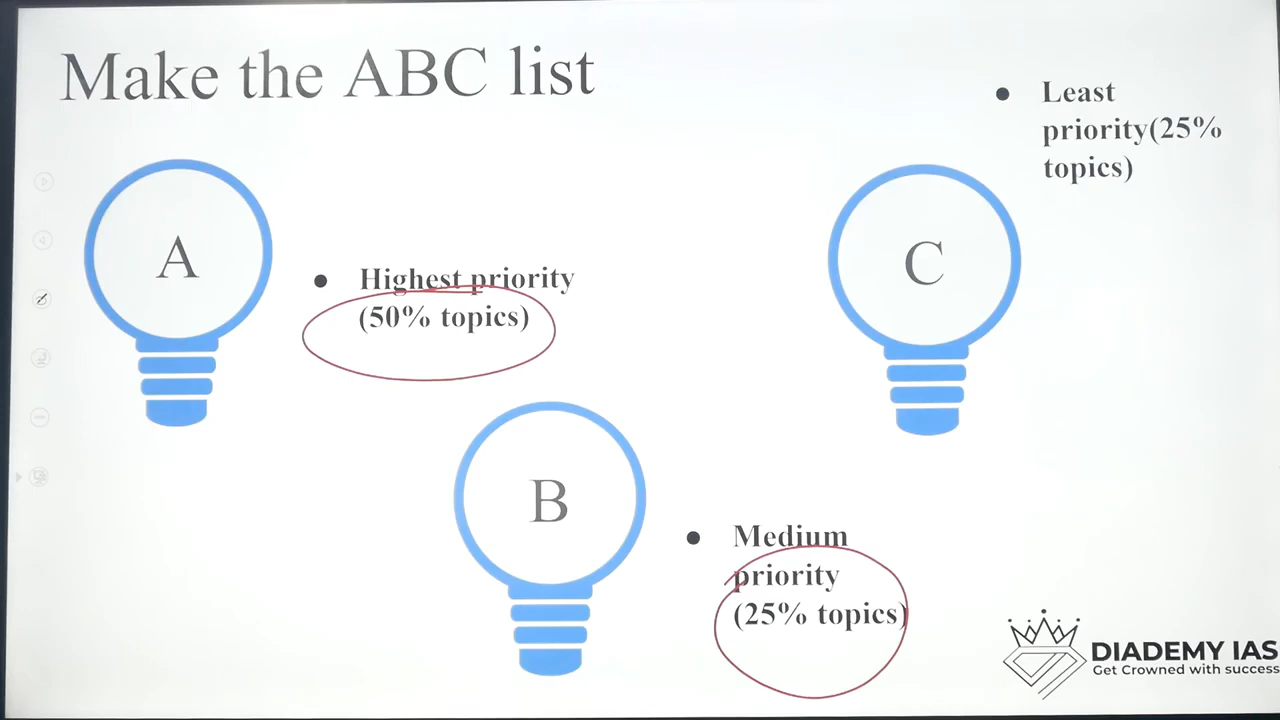 Make the ABC list
A
● Highest priority
(50% topics)
B
● Medium
priority
(25% topics)
C
● Least
priority(25%
topics)
DIADEMY IAS
Get Crowned with success